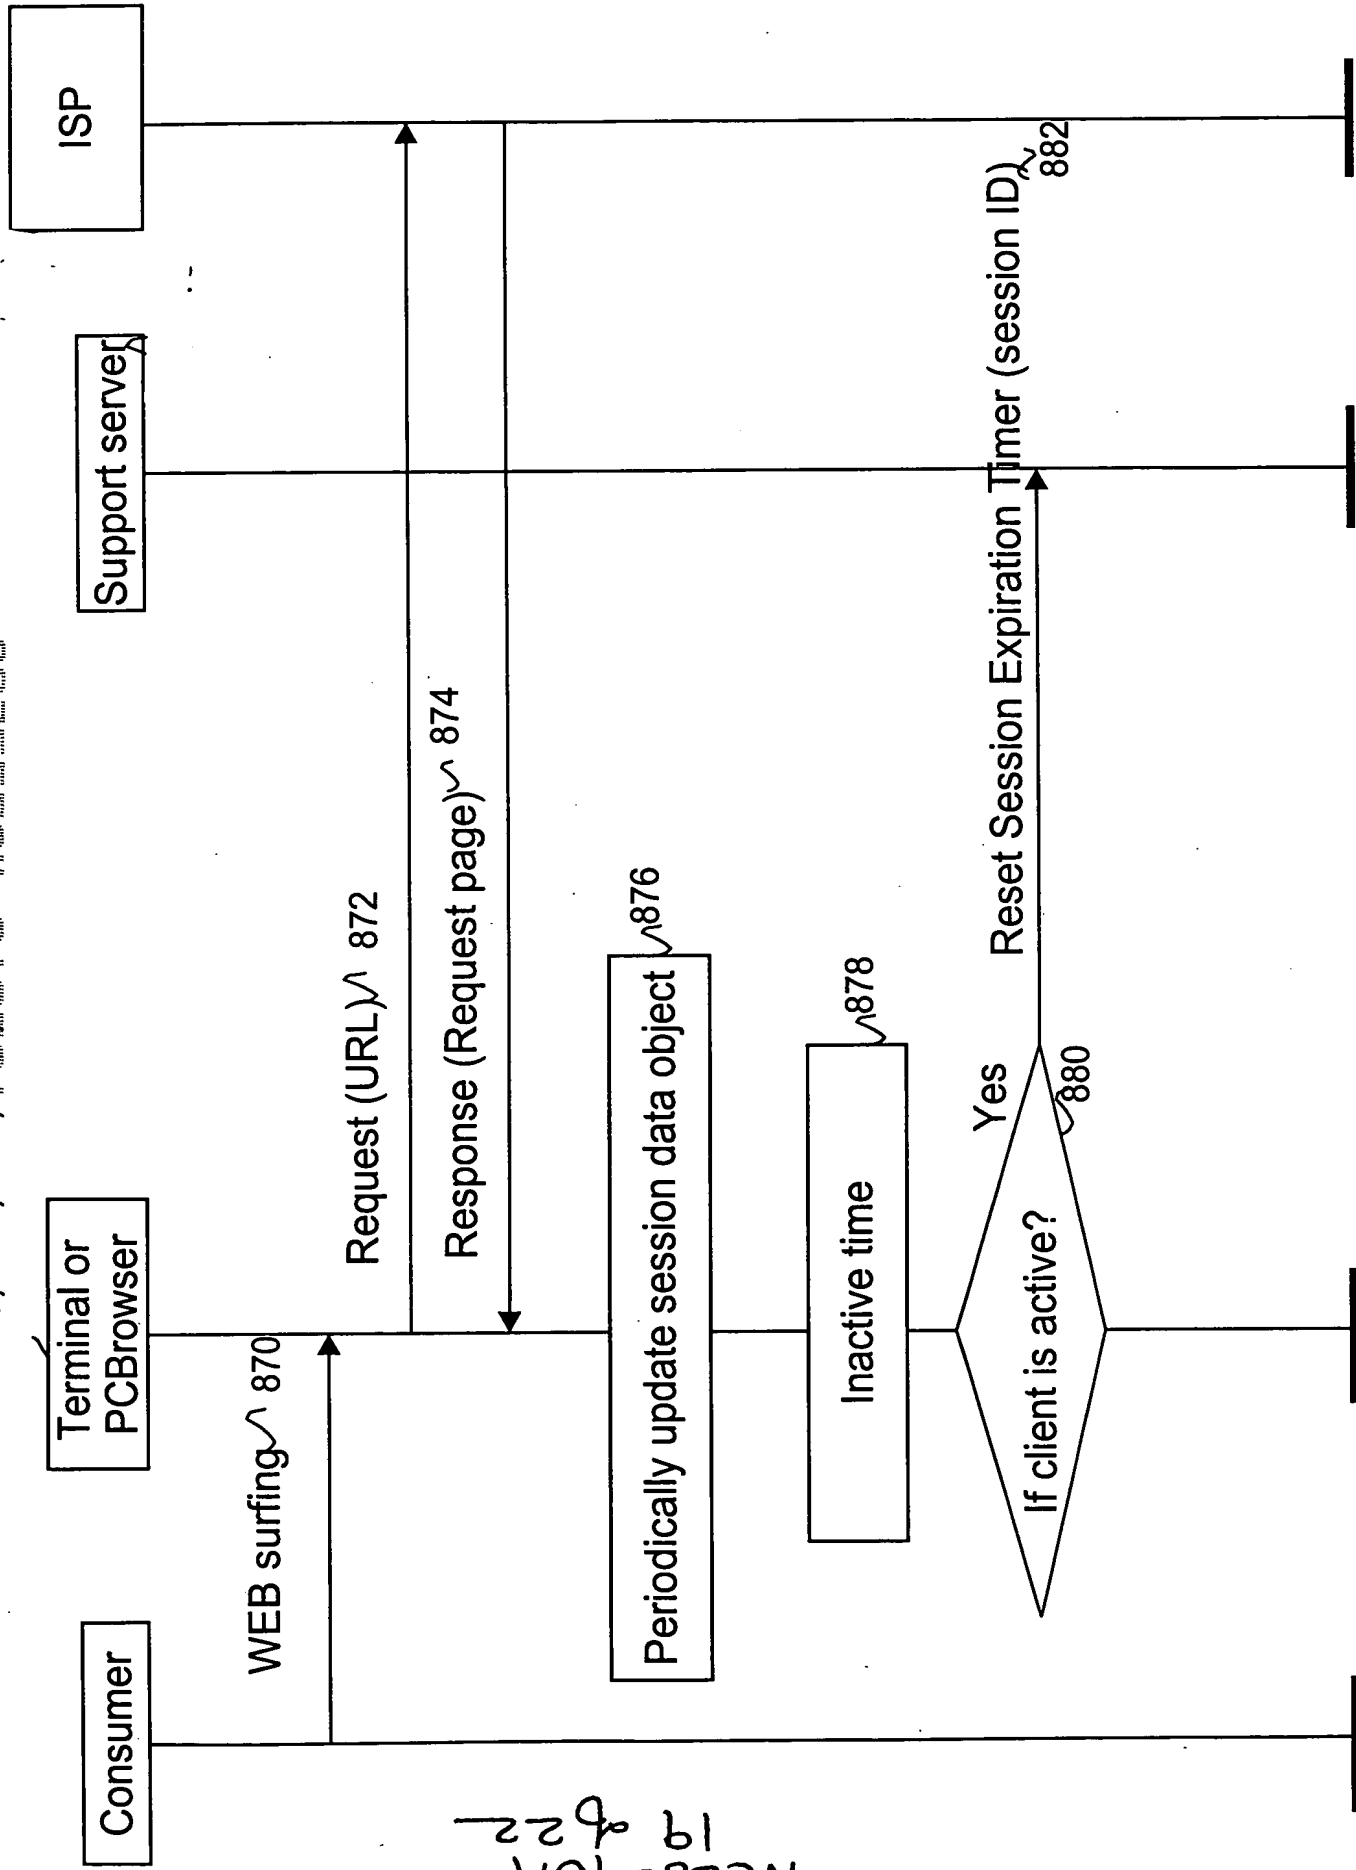 Consumer
Terminal or
PCBrowser
Support server
ISP
WEB surfing 870
Request (URL) 872
Response (Request page) 874
Periodically update session data object 876
Inactive time 878
If client is active? 880
Yes
Reset Session Expiration Timer (session ID) 882
19 of 22